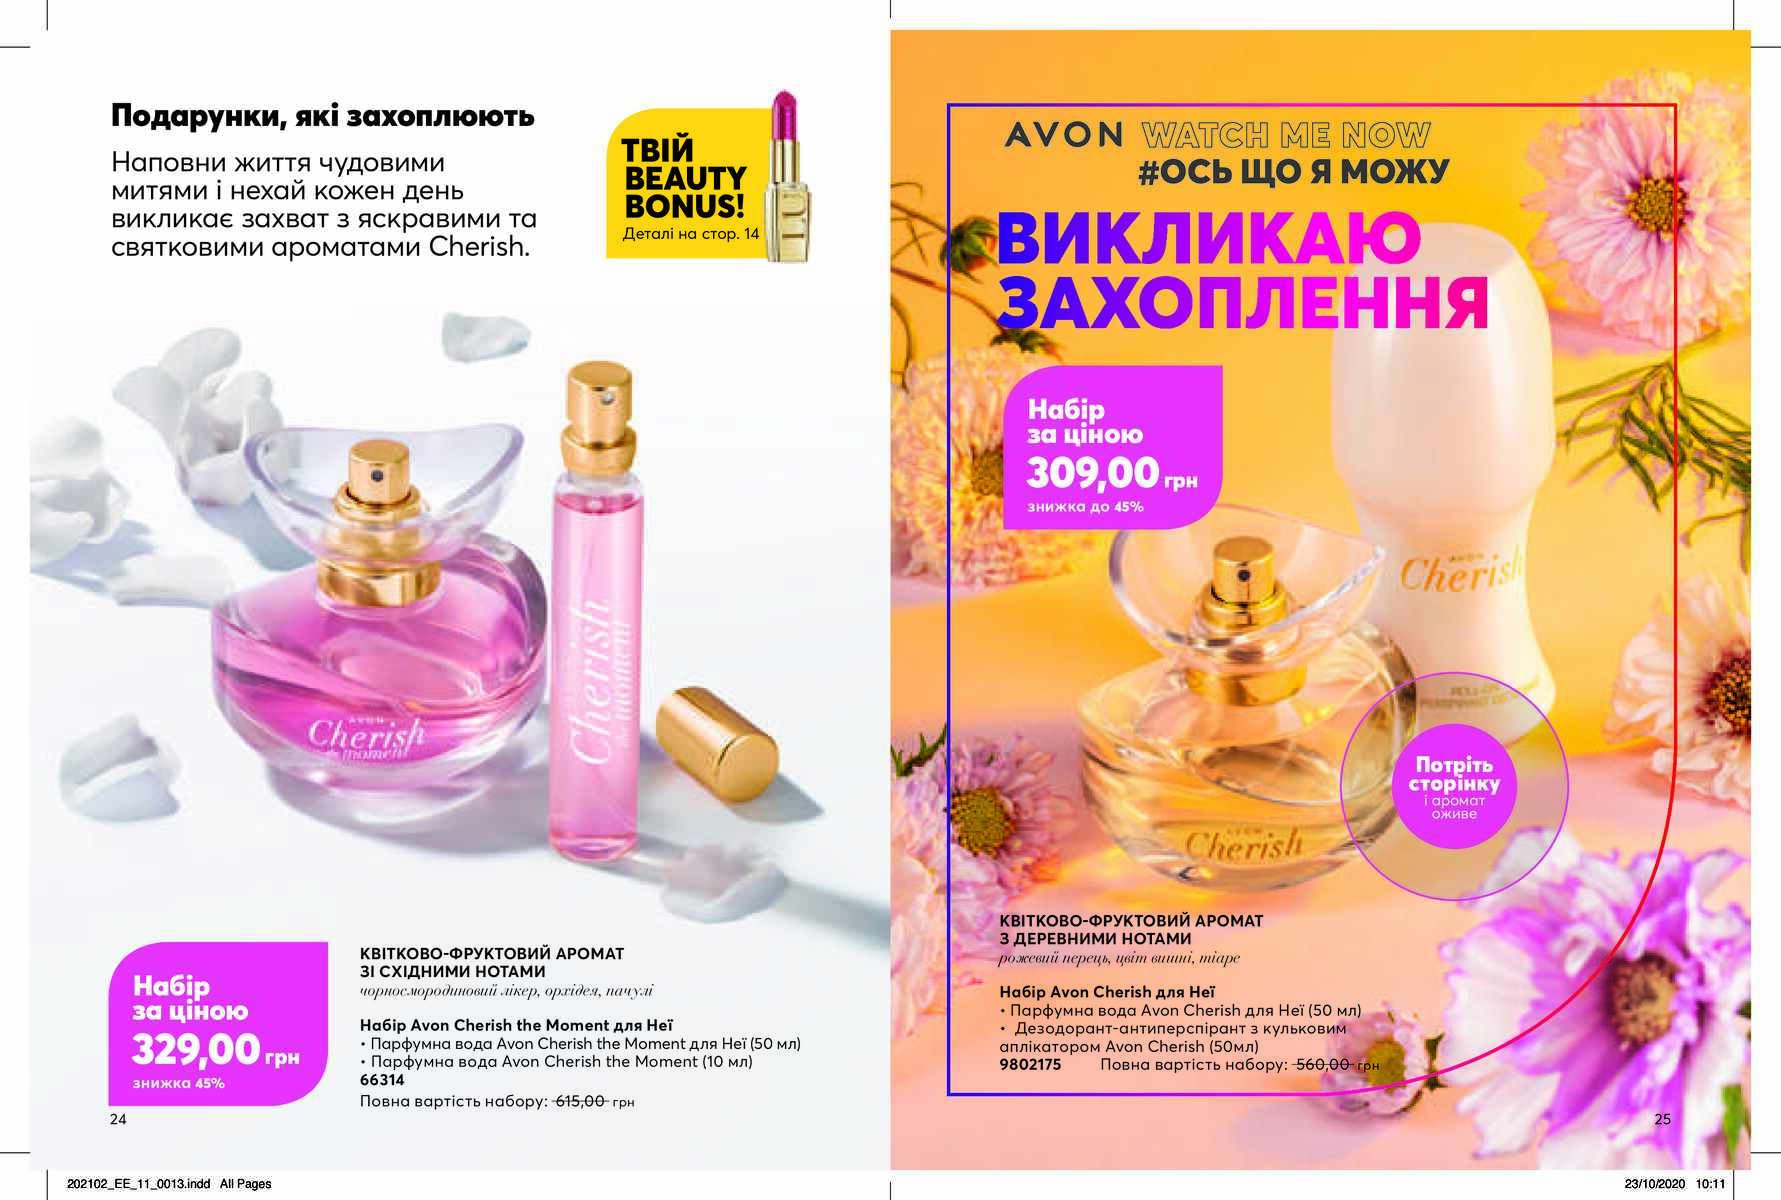 Подарунки, які захоплюють
Наповни життя чудовими
митями і нехай кожен день
викликає захват з яскравими та
святковими ароматами Cherish.
ТВІЙ
BEAUTY
BONUS!
Деталі на стор. 14
AVON
Cherish
the moment
Cherish
the moment
Набір
за ціною
329,00 грн
знижка 45%
КВІТКОВО-ФРУКТОВИЙ АРОМАТ
ЗІ СХІДНИМИ НОТАМИ
чорносмородиновий лікер, орхідея, пачулі
Набір Avon Cherish the Moment для Неї
• Парфумна вода Avon Cherish the Moment для Неї (50 мл)
• Парфумна вода Avon Cherish the Moment (10 мл)
66314
Повна вартість набору: 615,00 грн
24
AVON WATCH ME NOW
#ОСЬ ЩО Я МОЖУ
ВИКЛИКАЮ
ЗАХОПЛЕННЯ
Набір
за ціною
309,00 грн
знижка до 45%
AVON
Cherish
ROLL-ON
AVON
Cherish
Потріть
сторінку
і аромат
оживе
КВІТКОВО-ФРУКТОВИЙ АРОМАТ
З ДЕРЕВНИМИ НОТАМИ
рожевий перець, цвіт вишні, тіаре
Набір Avon Cherish для Неї
• Парфумна вода Avon Cherish для Неї (50 мл)
• Дезодорант-антиперспірант з кульковим
аплікатором Avon Cherish (50мл)
9802175 Повна вартість набору: 560,00 грн
25
202102_EE_11_0013.indd All Pages
23/10/2020 10:11